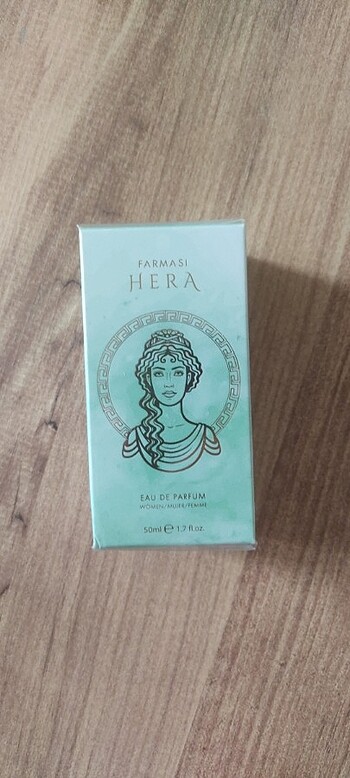 FARMASI
HERA
EAU DE PARFUM
WOMEN/MUJER/FEMME
50ml ℮ 1.7 fl.oz.